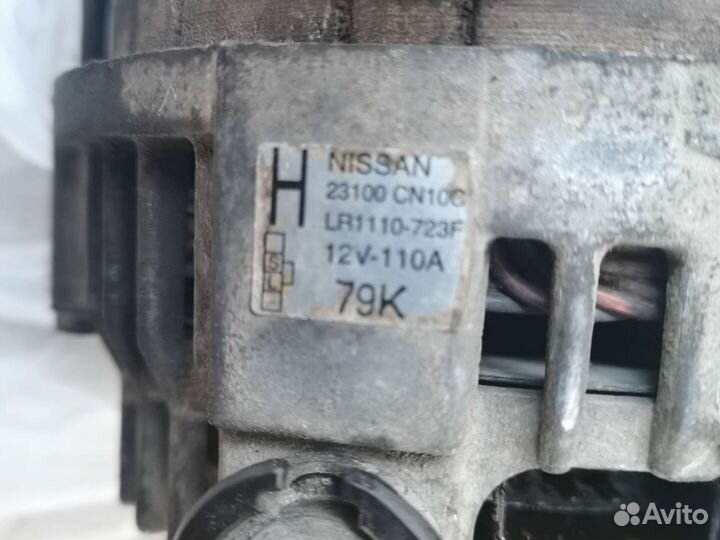 H
NISSAN
23100 CN10C
LR1110-723F
12V-110A
79K
S
L
Avito